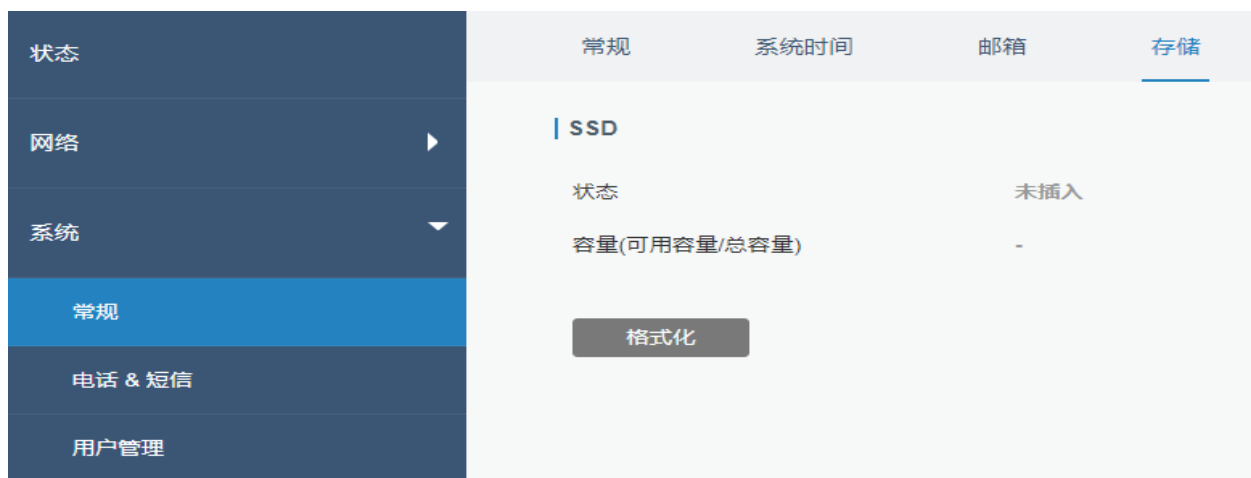 状态
网络
系统
常规
电话 & 短信
用户管理
常规 系统时间 邮箱 存储
SSD
状态 未插入
容量(可用容量/总容量) -
格式化